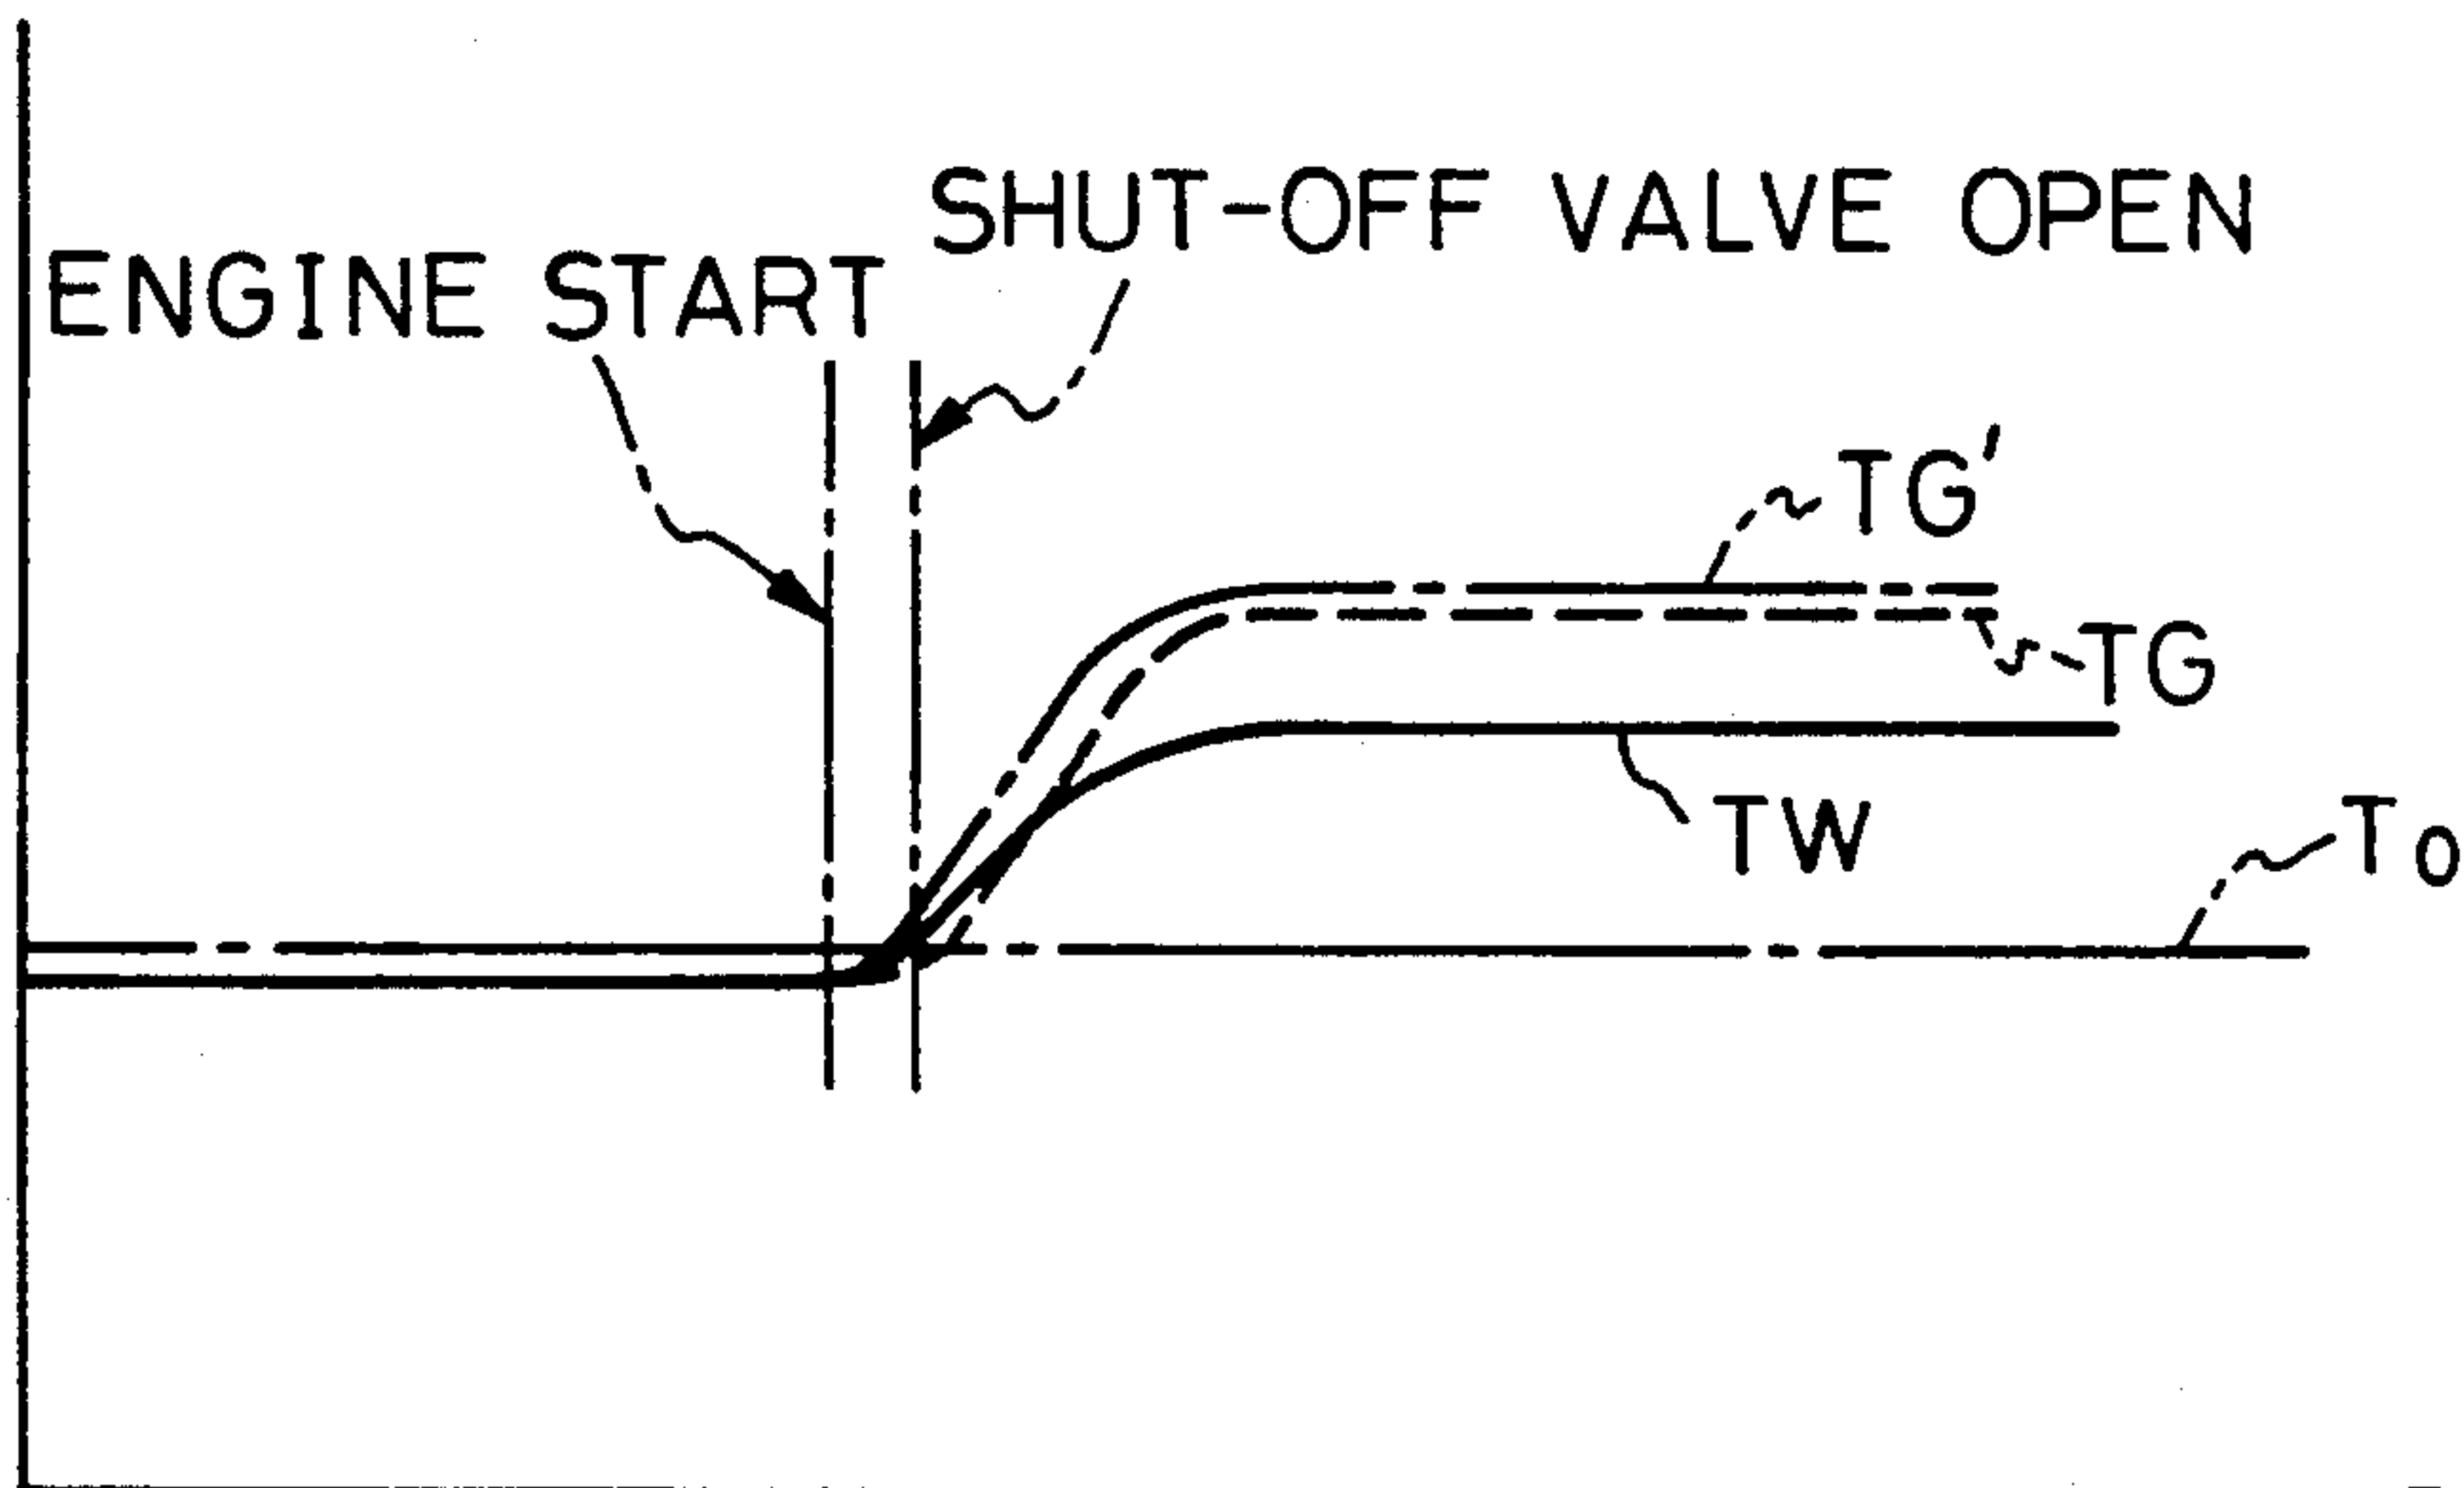 SHUT-OFF VALVE OPEN
ENGINE START
TG'
TG
TW
To